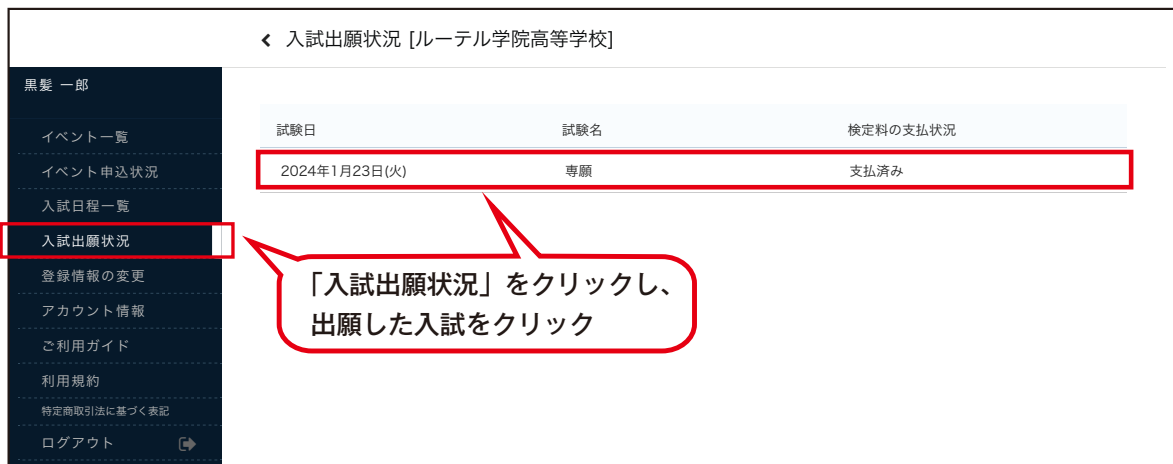 入試出願状況 [ルーテル学院高等学校]
黒髪 一郎
イベント一覧
イベント申込状況
入試日程一覧
入試出願状況
登録情報の変更
アカウント情報
ご利用ガイド
利用規約
特定商取引法に基づく表記
ログアウト
試験日 試験名 検定料の支払状況
2024年1月23日(火) 専願 支払済み
「入試出願状況」をクリックし、
出願した入試をクリック